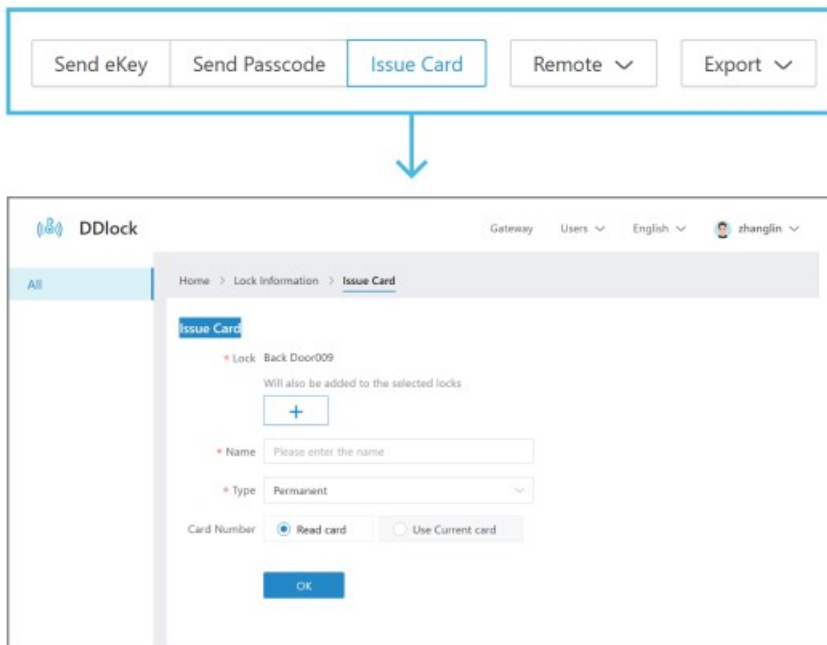 Send eKey Send Passcode Issue Card Remote Export
DDlock Gateway Users English zhanglin
All
Home > Lock Information > Issue Card
Issue Card
* Lock Back Door009
Will also be added to the selected locks
+
* Name Please enter the name
* Type Permanent
Card Number Read card Use Current card
OK